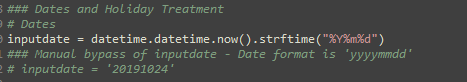 ### Dates and Holiday Treatment
# Dates
inputdate = datetime.datetime.now().strftime("%Y%m%d")
### Manual bypass of inputdate - Date format is 'yyyymmdd'
# inputdate = '20191024'